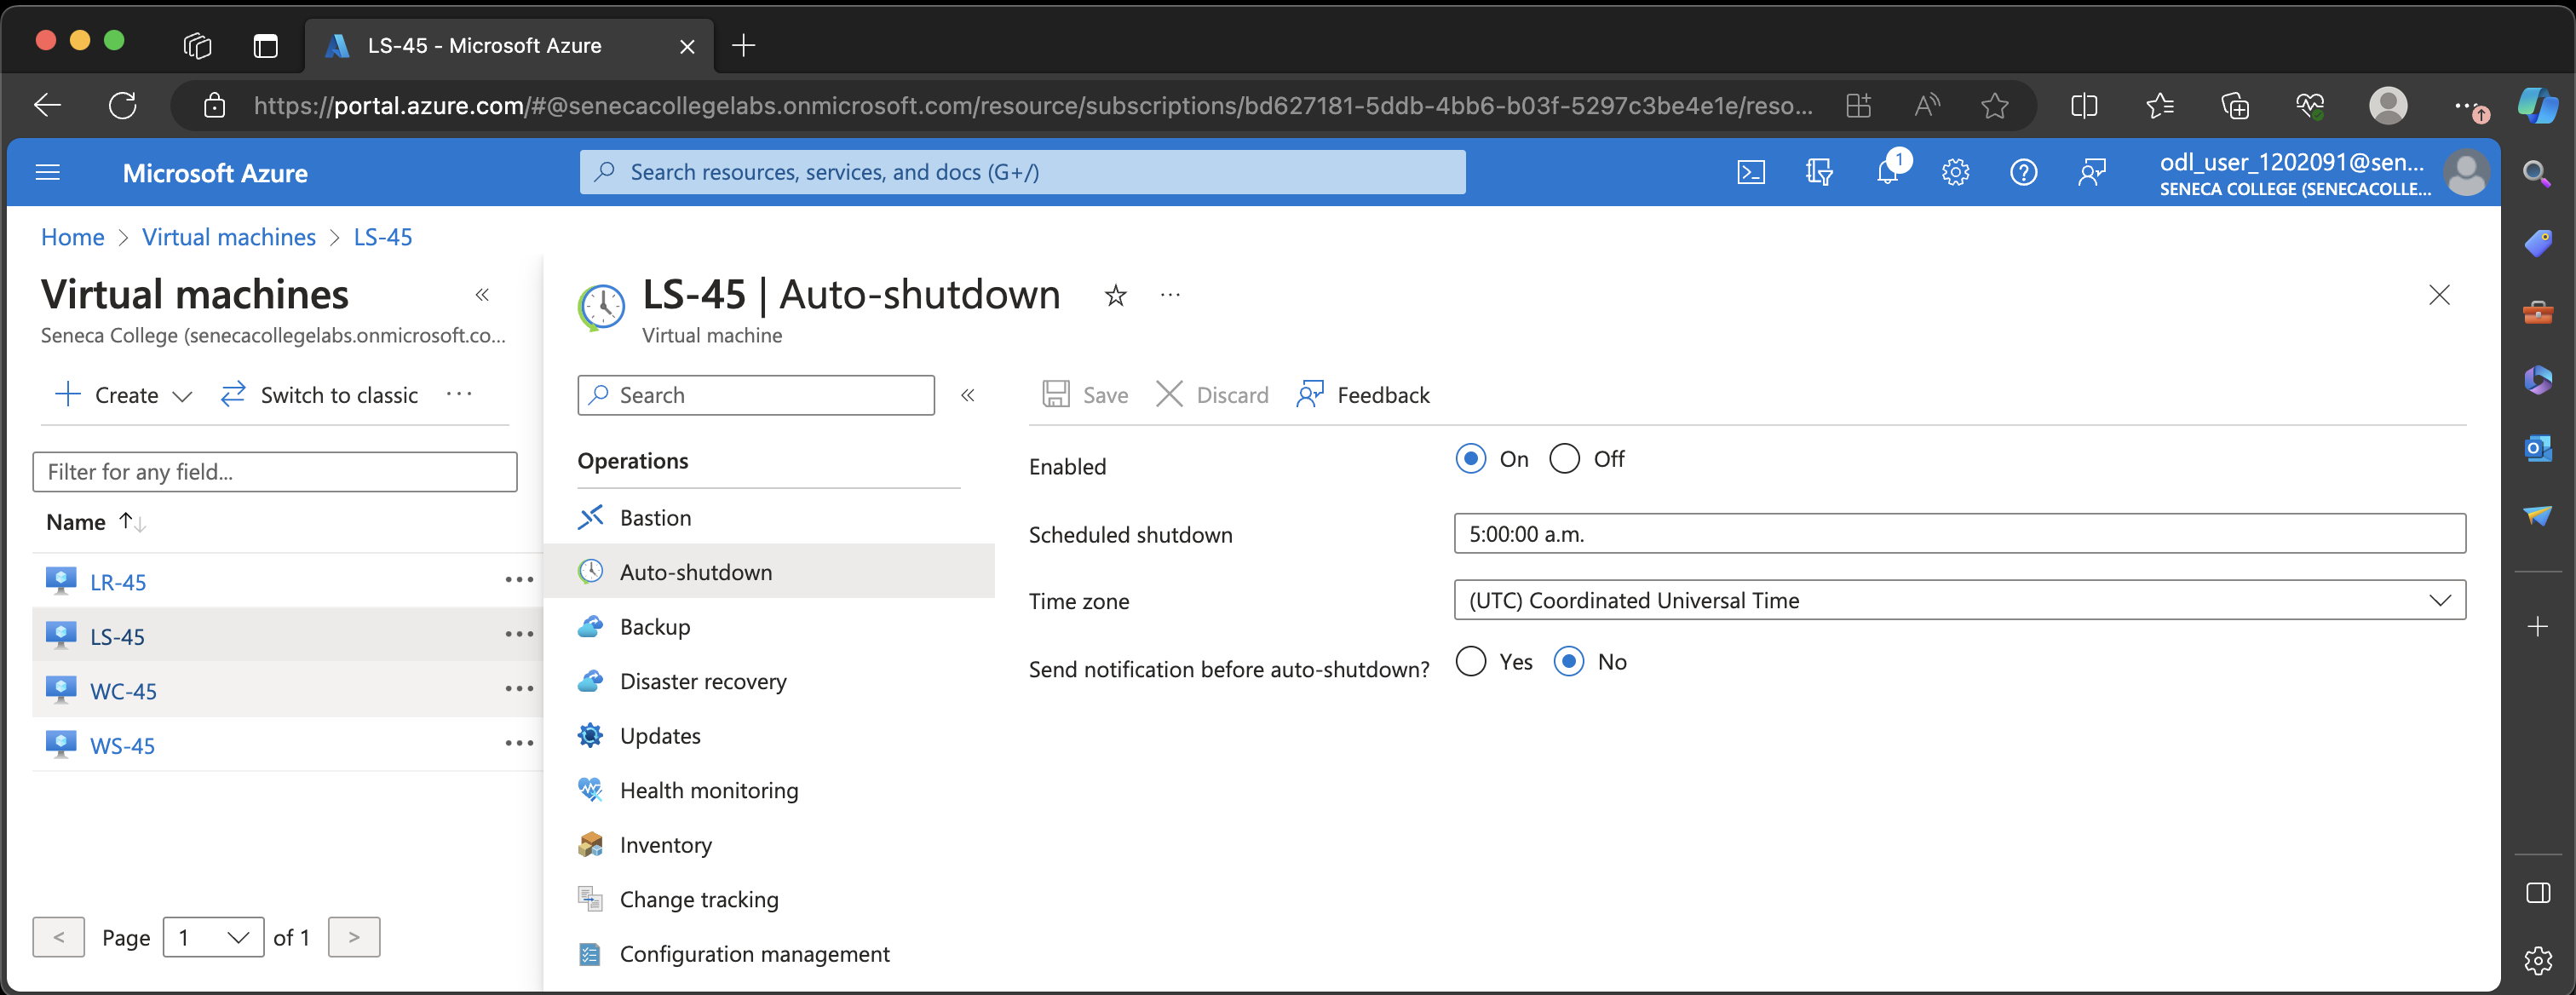 LS-45 - Microsoft Azure
https://portal.azure.com/#@senecacollegelabs.onmicrosoft.com/resource/subscriptions/bd627181-5ddb-4bb6-b03f-5297c3be4e1e/reso...
Microsoft Azure
Search resources, services, and docs (G+/)
1
odl_user_1202091@sen...
SENECA COLLEGE (SENECACOLLE...
Home > Virtual machines > LS-45
Virtual machines
Seneca College (senecacollegelabs.onmicrosoft.co...
Create
Switch to classic
Filter for any field...
Name
LR-45
LS-45
WC-45
WS-45
< Page 1 of 1 >
LS-45 | Auto-shutdown
Virtual machine
Search
Operations
Bastion
Auto-shutdown
Backup
Disaster recovery
Updates
Health monitoring
Inventory
Change tracking
Configuration management
Save
Discard
Feedback
Enabled
On
Off
Scheduled shutdown
5:00:00 a.m.
Time zone
(UTC) Coordinated Universal Time
Send notification before auto-shutdown?
Yes
No